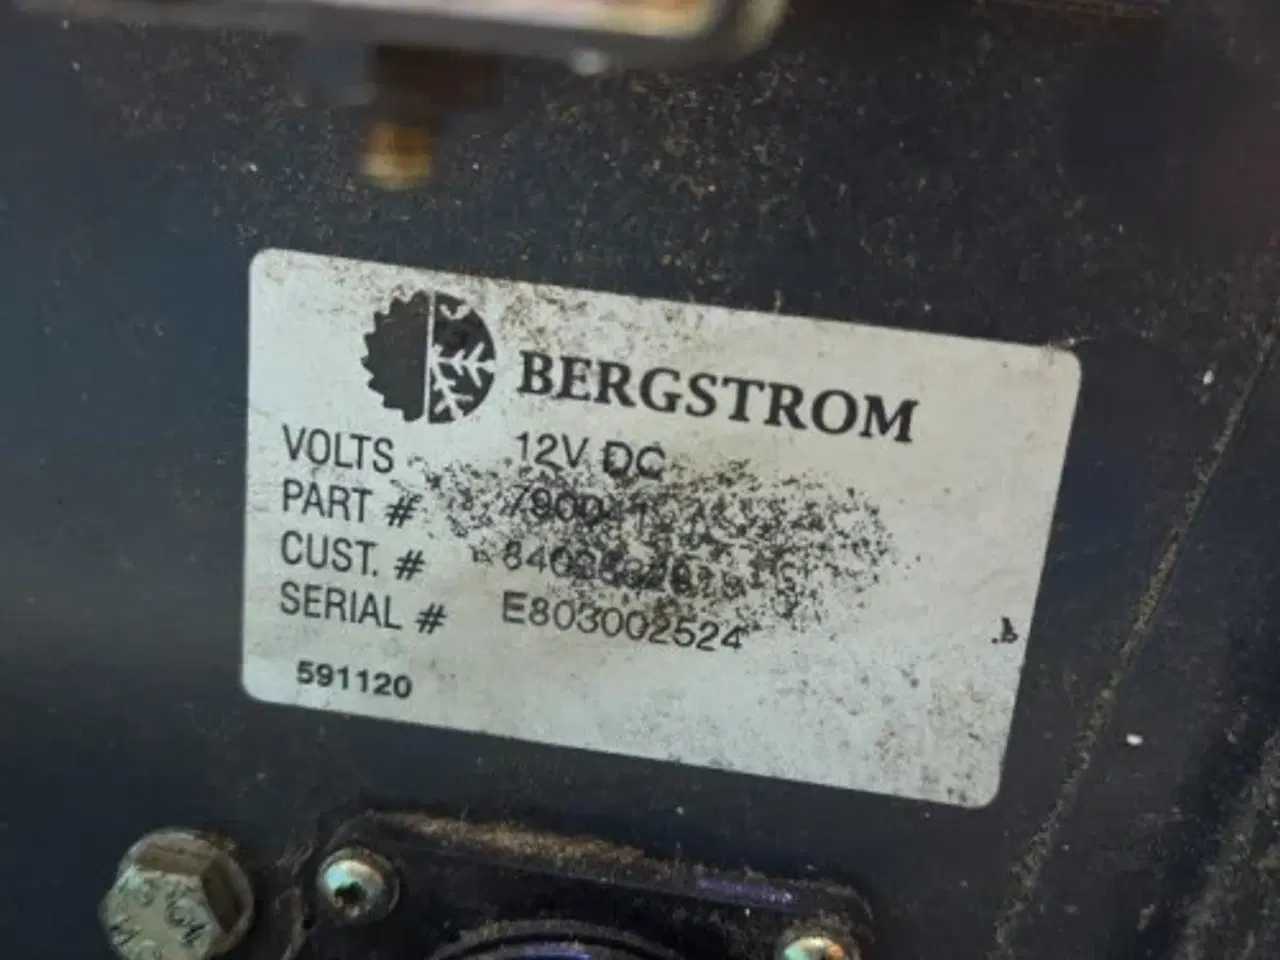 BERGSTROM
VOLTS 12V DC
PART #
CUST. #
SERIAL # E803002524
591120